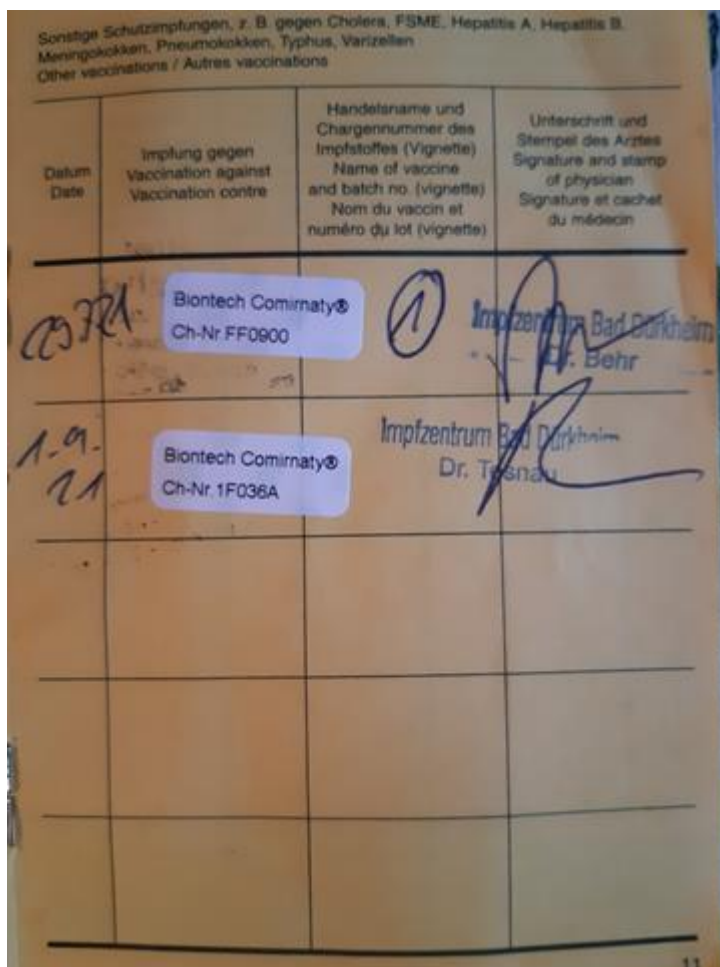 Sonstige Schutzimpfungen, z. B. gegen Cholera, FSME, Hepatitis A, Hepatitis B,
Meningokokken, Pneumokokken, Typhus, Varizellen
Other vaccinations / Autres vaccinations
Datum
Date
Impfung gegen
Vaccination against
Vaccination contre
Handelsname und
Chargennummer des
Impfstoffes (Vignette)
Name of vaccine
and batch no. (vignette)
Nom du vaccin et
numéro du lot (vignette)
Unterschrift und
Stempel des Arztes
Signature and stamp
of physician
Signature et cachet
du médecin
Biontech Comirnaty®
Ch-Nr.FF0900
1
Impfzentrum Bad Dürkheim
Dr. Behr
1.9.
21
Biontech Comirnaty®
Ch-Nr.1F036A
Impfzentrum Bad Dürkheim
Dr.
11